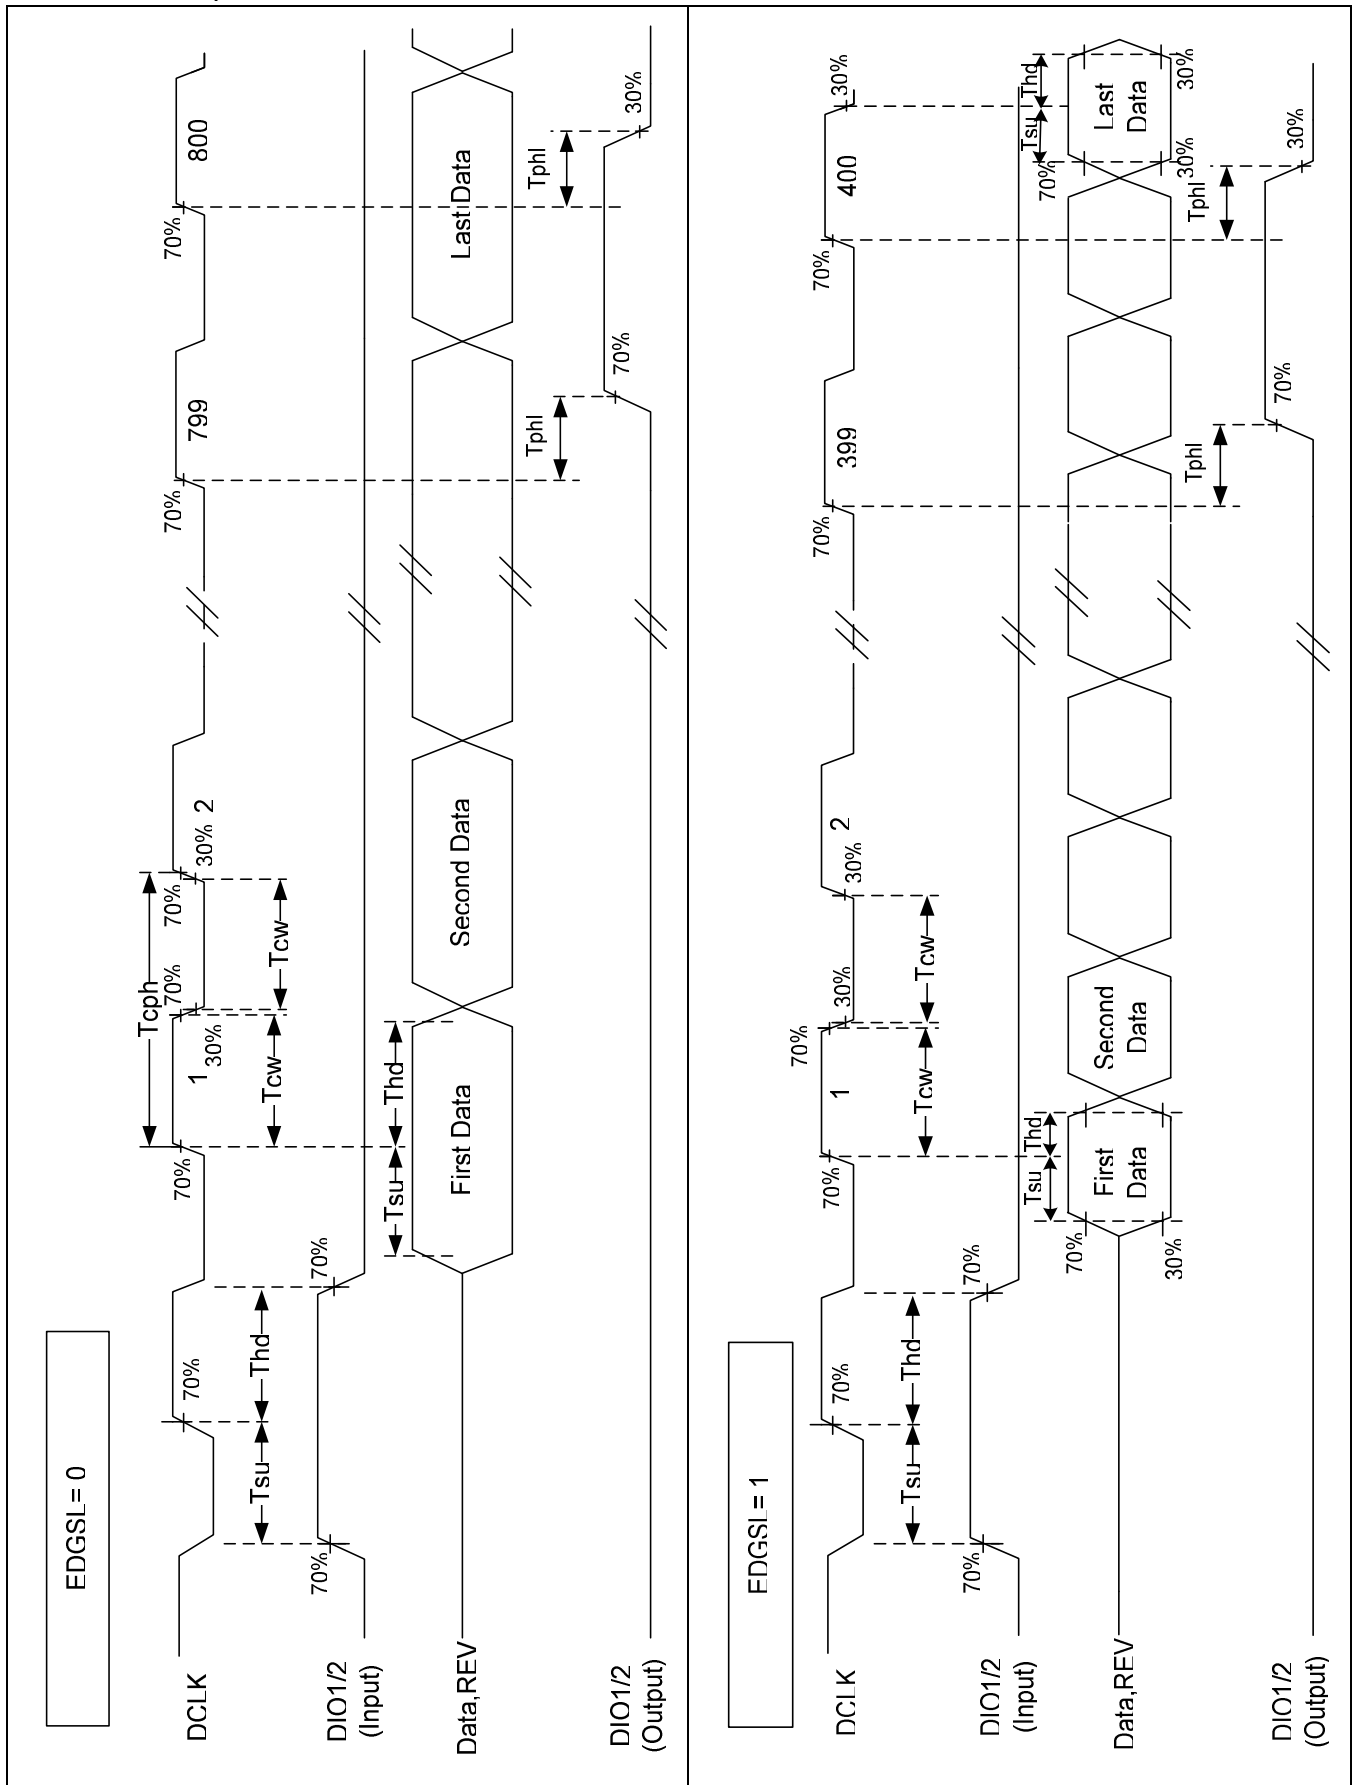 EDGSL= 0
DCLK
70%
70%
1
30%
70%
70%
30%
2
70%
799
70%
800
Tcph
Tsu
Thd
Tcw
Tcw
DIO1/2
(Input)
70%
70%
Tsu
Thd
Data,REV
First Data
Second Data
Last Data
Tphl
Tphl
DIO1/2
(Output)
70%
30%
EDGSL= 1
DCLK
70%
70%
1
70%
30%
30%
2
70%
399
70%
400
30%
Tsu
Thd
Tcw
Tcw
DIO1/2
(Input)
70%
70%
Tsu
Thd
Tsu
Thd
Data,REV
70%
30%
First
Data
Second
Data
70%
30%
Last
Data
30%
Tphl
Tphl
DIO1/2
(Output)
70%
30%